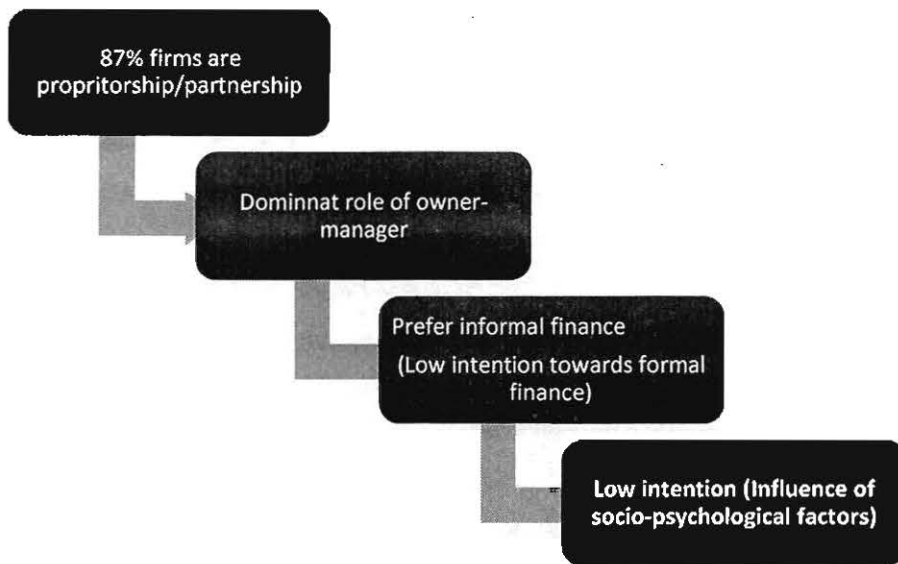 87% firms are
propritorship/partnership
Dominnat role of owner-
manager
Prefer informal finance
(Low intention towards formal
finance)
Low intention (Influence of
socio-psychological factors)